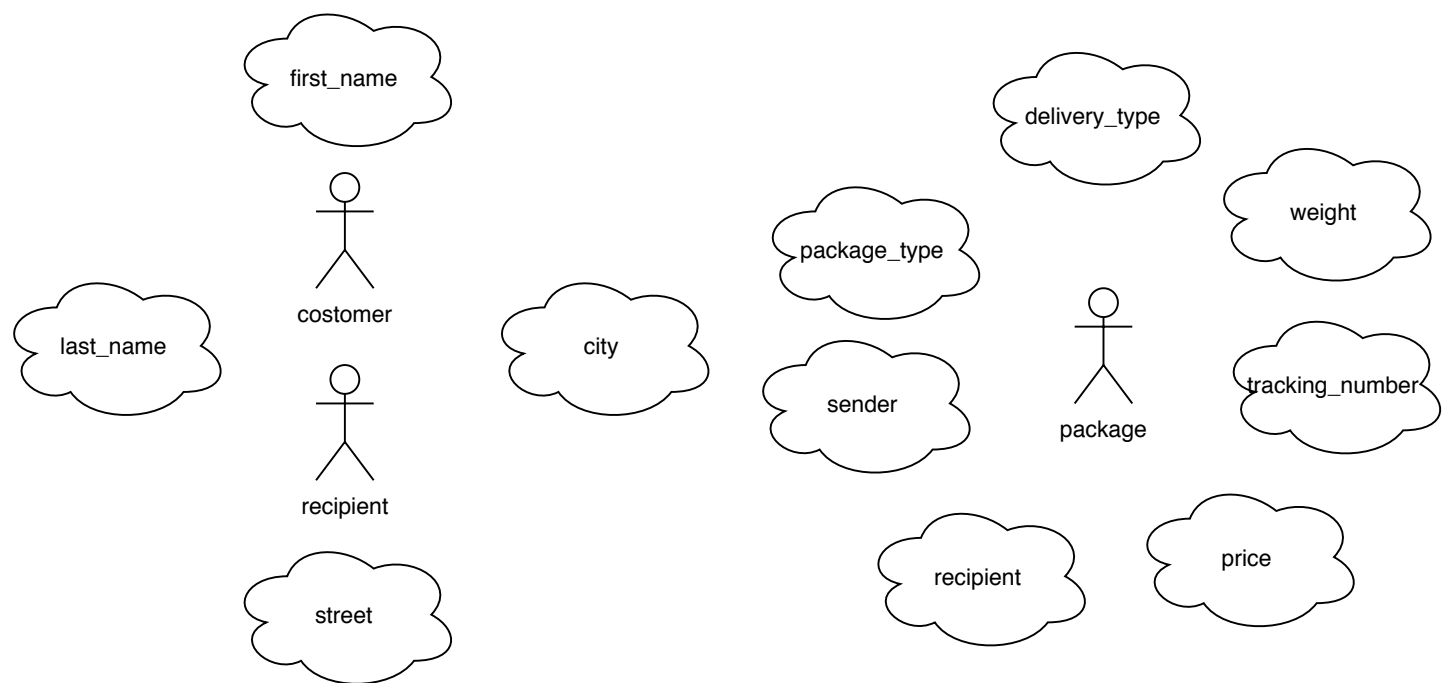 first_name
costomer
last_name
city
recipient
street
delivery_type
weight
package_type
sender
package
tracking_number
recipient
price